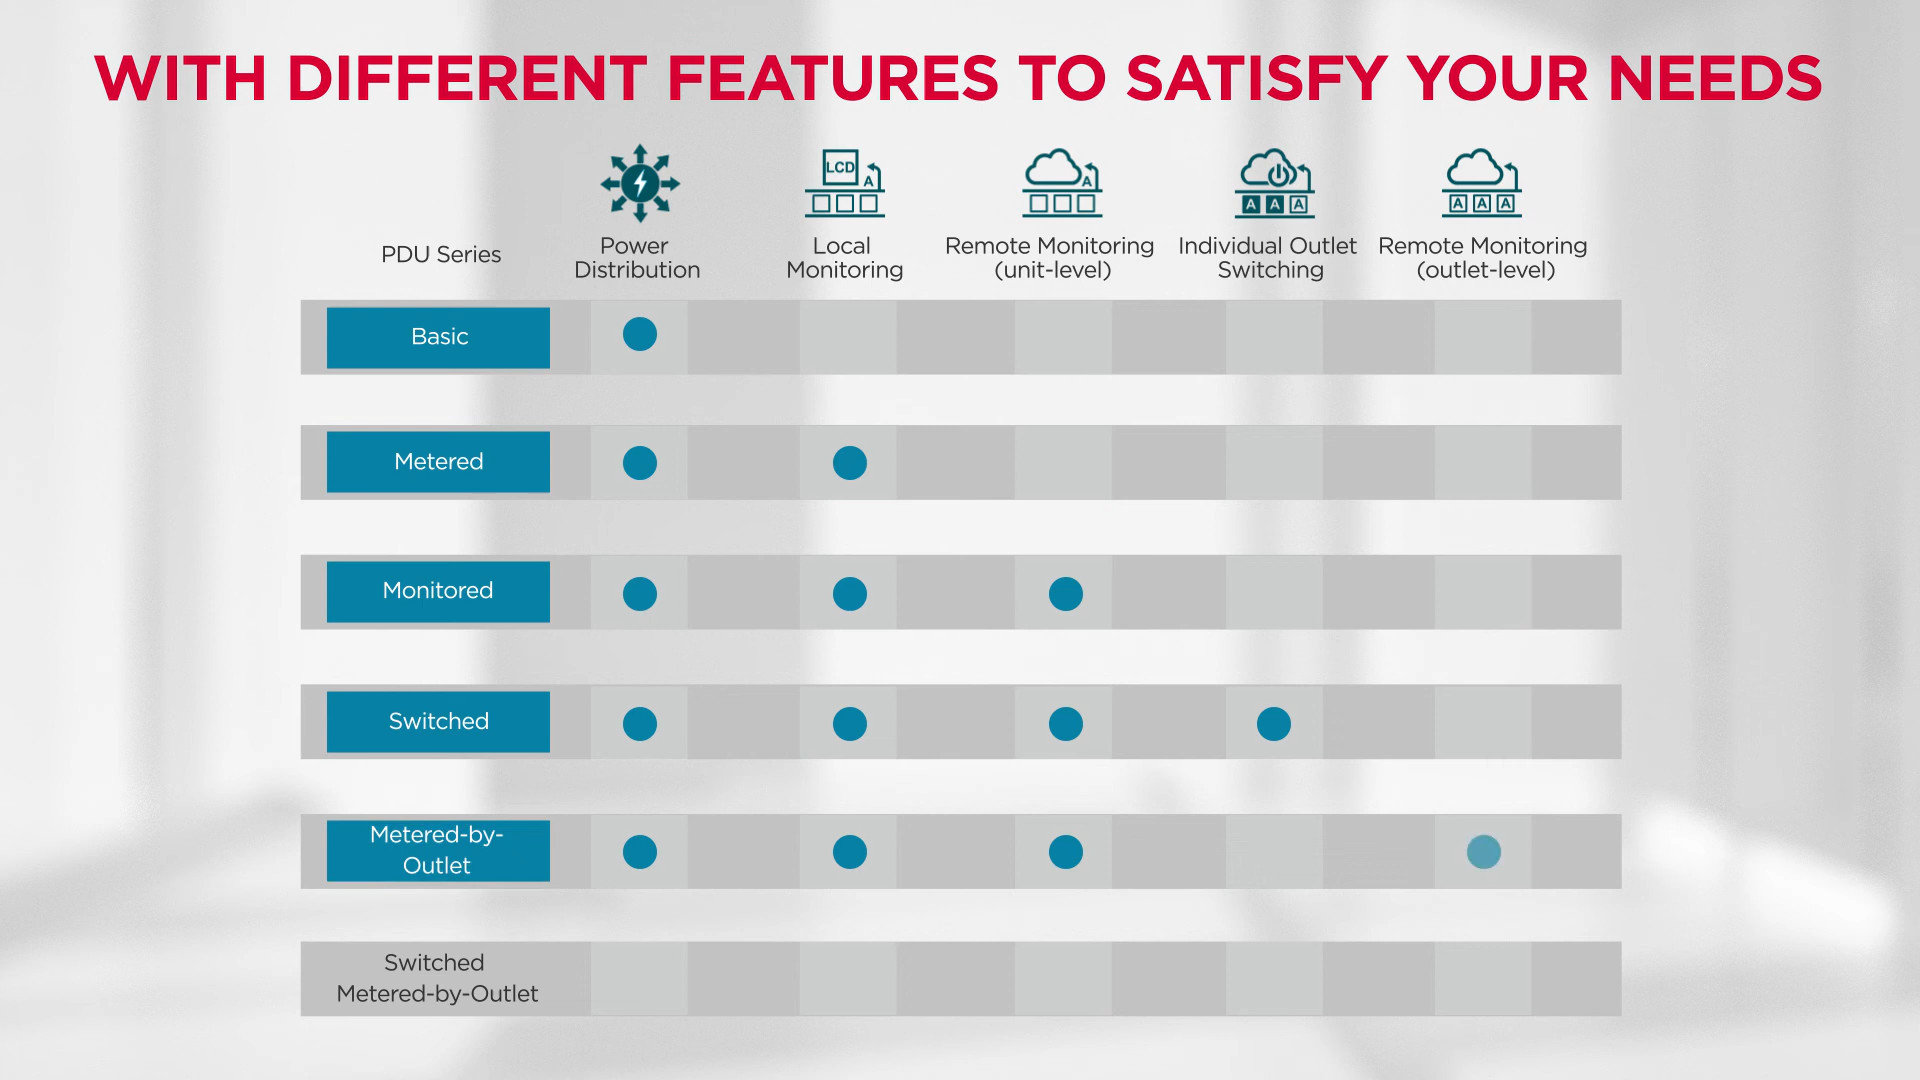 WITH DIFFERENT FEATURES TO SATISFY YOUR NEEDS
LCD
A
A
A A A
A A A
PDU Series
Power
Distribution
Local
Monitoring
Remote Monitoring
(unit-level)
Individual Outlet
Switching
Remote Monitoring
(outlet-level)
Basic
Metered
Monitored
Switched
Metered-by-
Outlet
Switched
Metered-by-Outlet